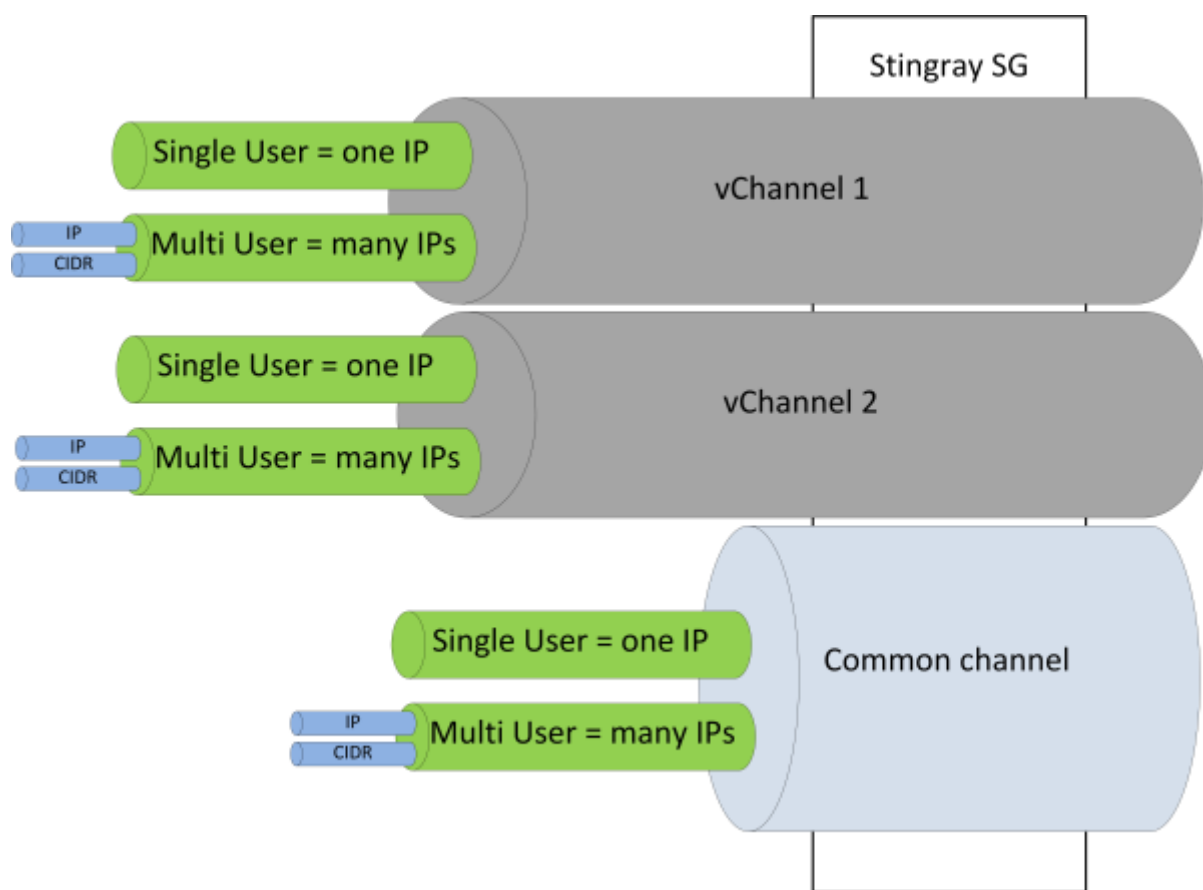 Stingray SG
Single User = one IP
vChannel 1
IP
Multi User = many IPs
CIDR
Single User = one IP
vChannel 2
IP
Multi User = many IPs
CIDR
Single User = one IP
Common channel
IP
Multi User = many IPs
CIDR